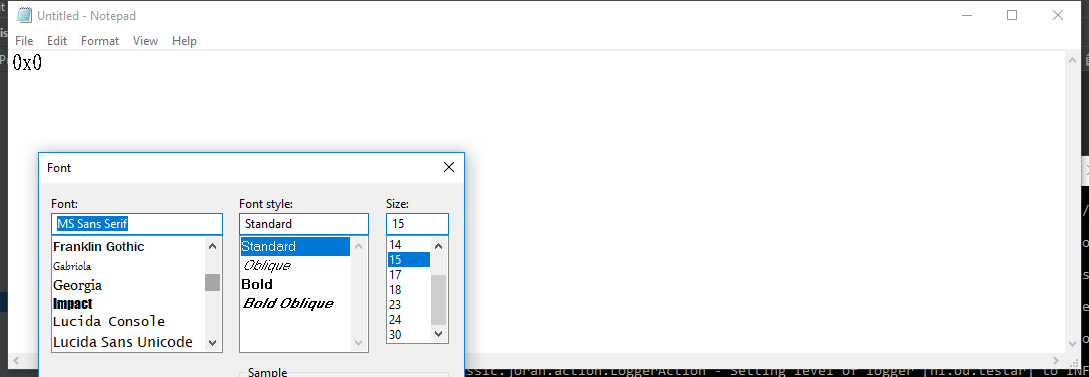 Untitled - Notepad
File Edit Format View Help
0x0
Font
Font: Font style: Size:
MS Sans Serif Standard 15
Franklin Gothic Standard 14
Gabriola Oblique 15
Georgia Bold 17
Impact Bold Oblique 18
Lucida Console 23
Lucida Sans Unicode 24
30
Sample
ssic.joran.action.LoggerAction - Setting level of logger [nl.ou.testar] to INF